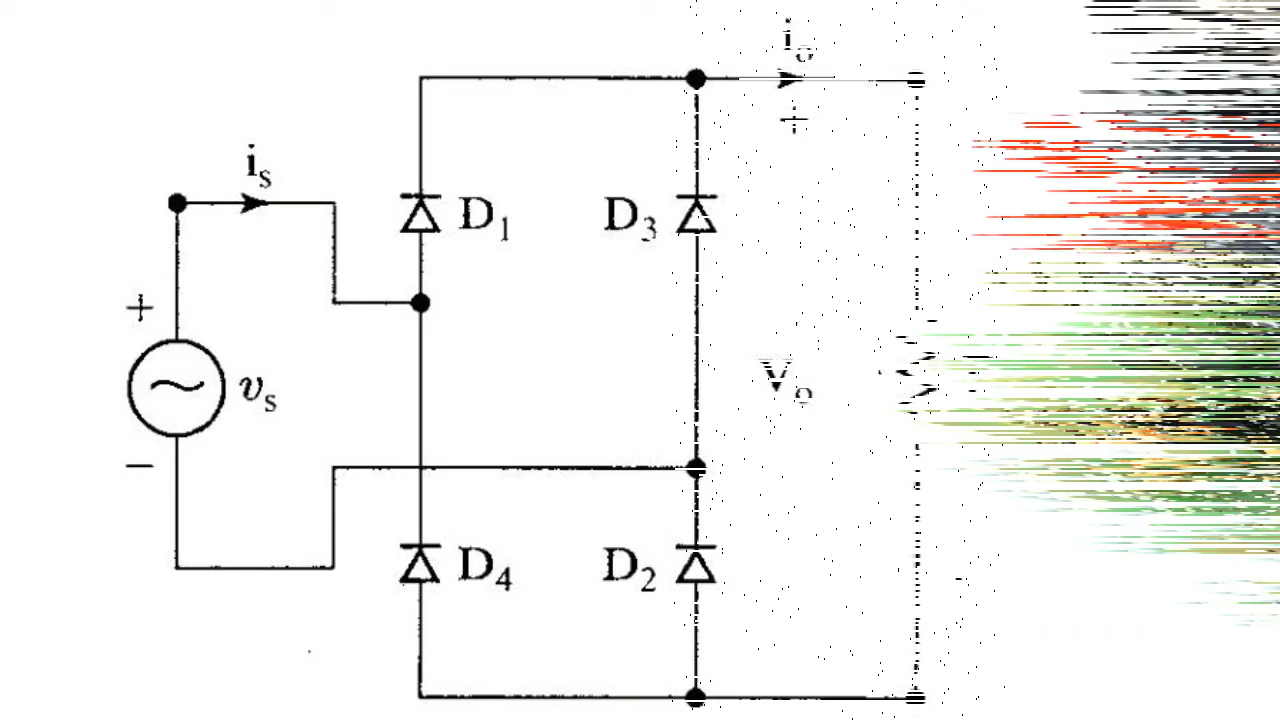 i_o
+
i_s
D_1
D_3
+
V_o
v_s
−
D_4
D_2